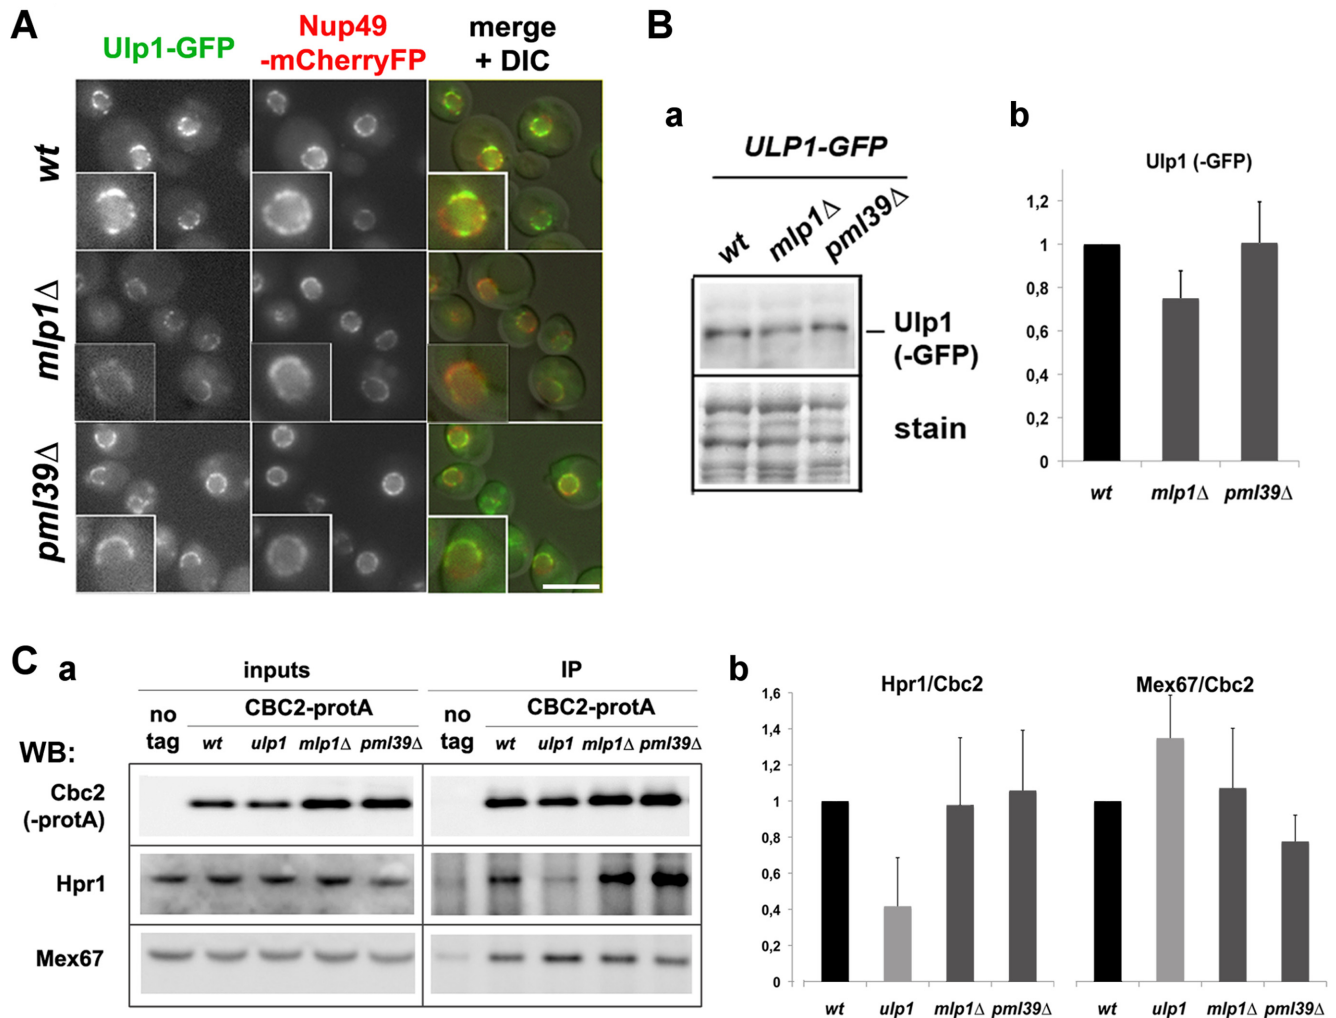 A
Ulp1-GFP
Nup49
-mCherryFP
merge
+ DIC
wt
mlp1Δ
pml39Δ
B
a
ULP1-GFP
wt
mlp1Δ
pml39Δ
Ulp1
(-GFP)
stain
b
Ulp1 (-GFP)
1,2
1
0,8
0,6
0,4
0,2
0
wt
mlp1Δ
pml39Δ
C
a
inputs
IP
CBC2-protA
CBC2-protA
no
tag
wt
ulp1
mlp1Δ
pml39Δ
no
tag
wt
ulp1
mlp1Δ
pml39Δ
WB:
Cbc2
(-protA)
Hpr1
Mex67
b
Hpr1/Cbc2
Mex67/Cbc2
1,6
1,4
1,2
1
0,8
0,6
0,4
0,2
0
wt
ulp1
mlp1Δ
pml39Δ
wt
ulp1
mlp1Δ
pml39Δ